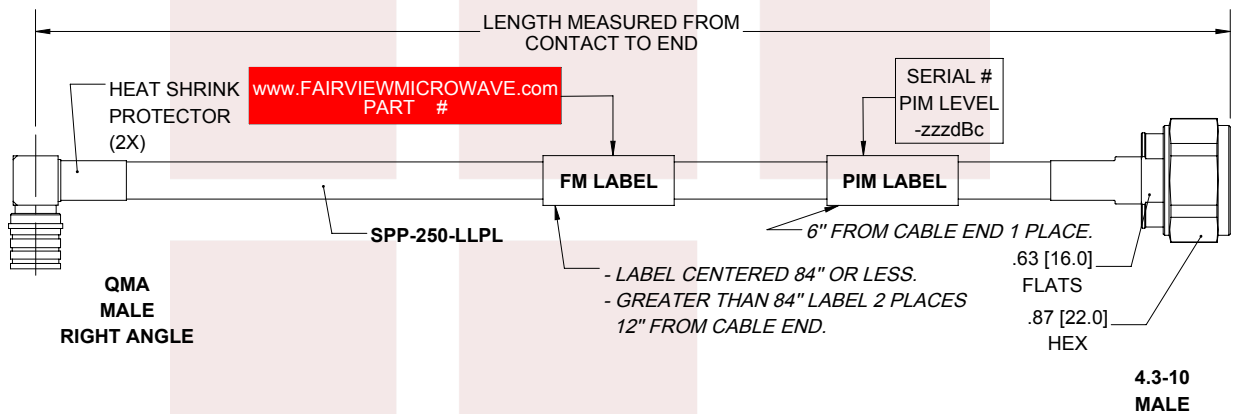 LENGTH MEASURED FROM
CONTACT TO END
HEAT SHRINK
PROTECTOR
(2X)
www.FAIRVIEWMICROWAVE.com
PART #
SERIAL #
PIM LEVEL
-zzzdBc
FM LABEL
PIM LABEL
SPP-250-LLPL
6" FROM CABLE END 1 PLACE.
- LABEL CENTERED 84" OR LESS.
- GREATER THAN 84" LABEL 2 PLACES
12" FROM CABLE END.
.63 [16.0]
FLATS
.87 [22.0]
HEX
QMA
MALE
RIGHT ANGLE
4.3-10
MALE